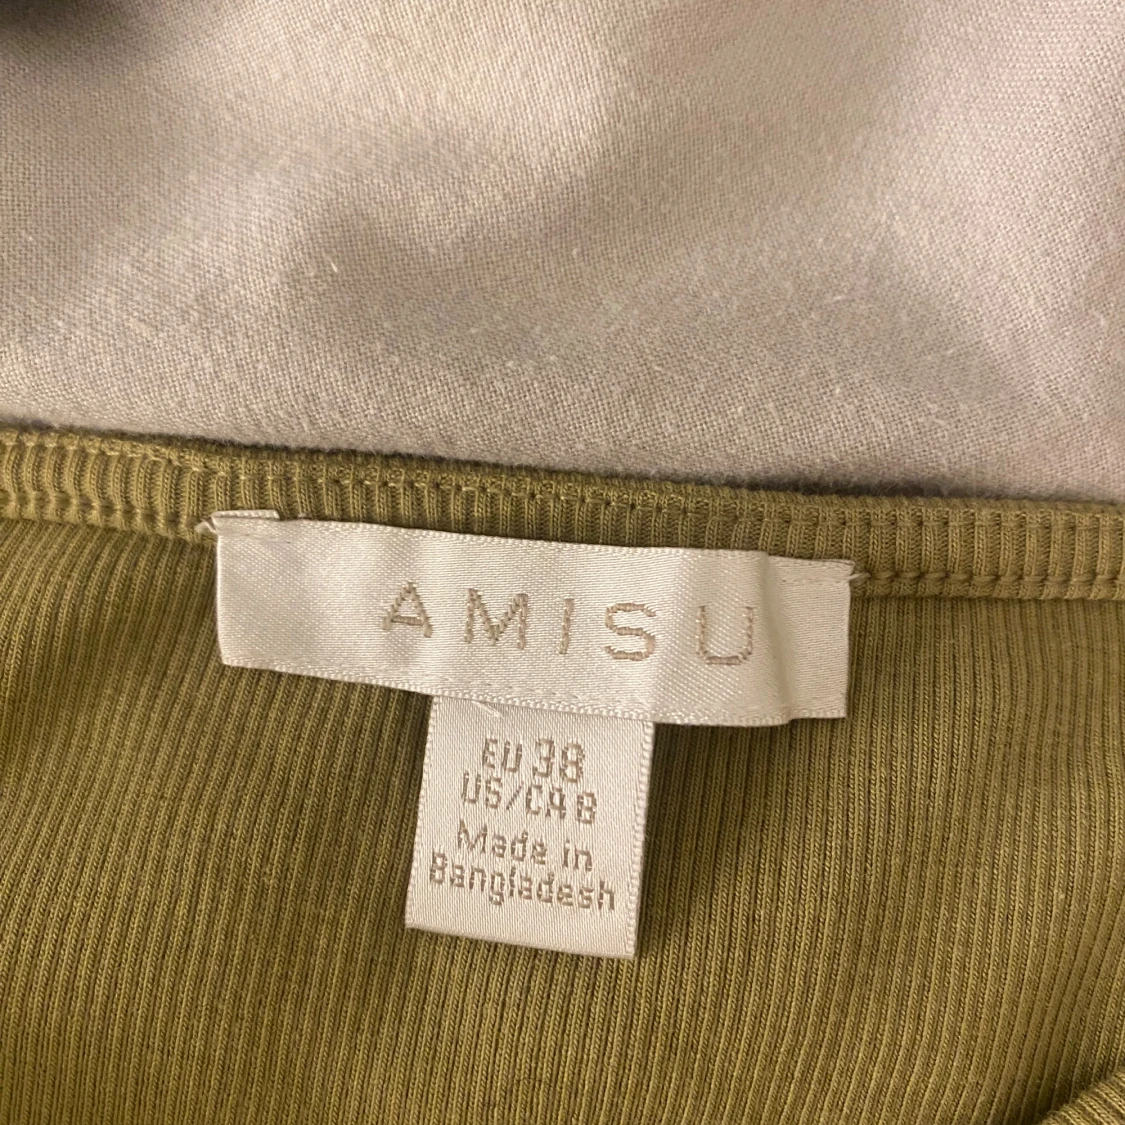 AMISU
EU 38
US/CA 8
Made in
Bangladesh